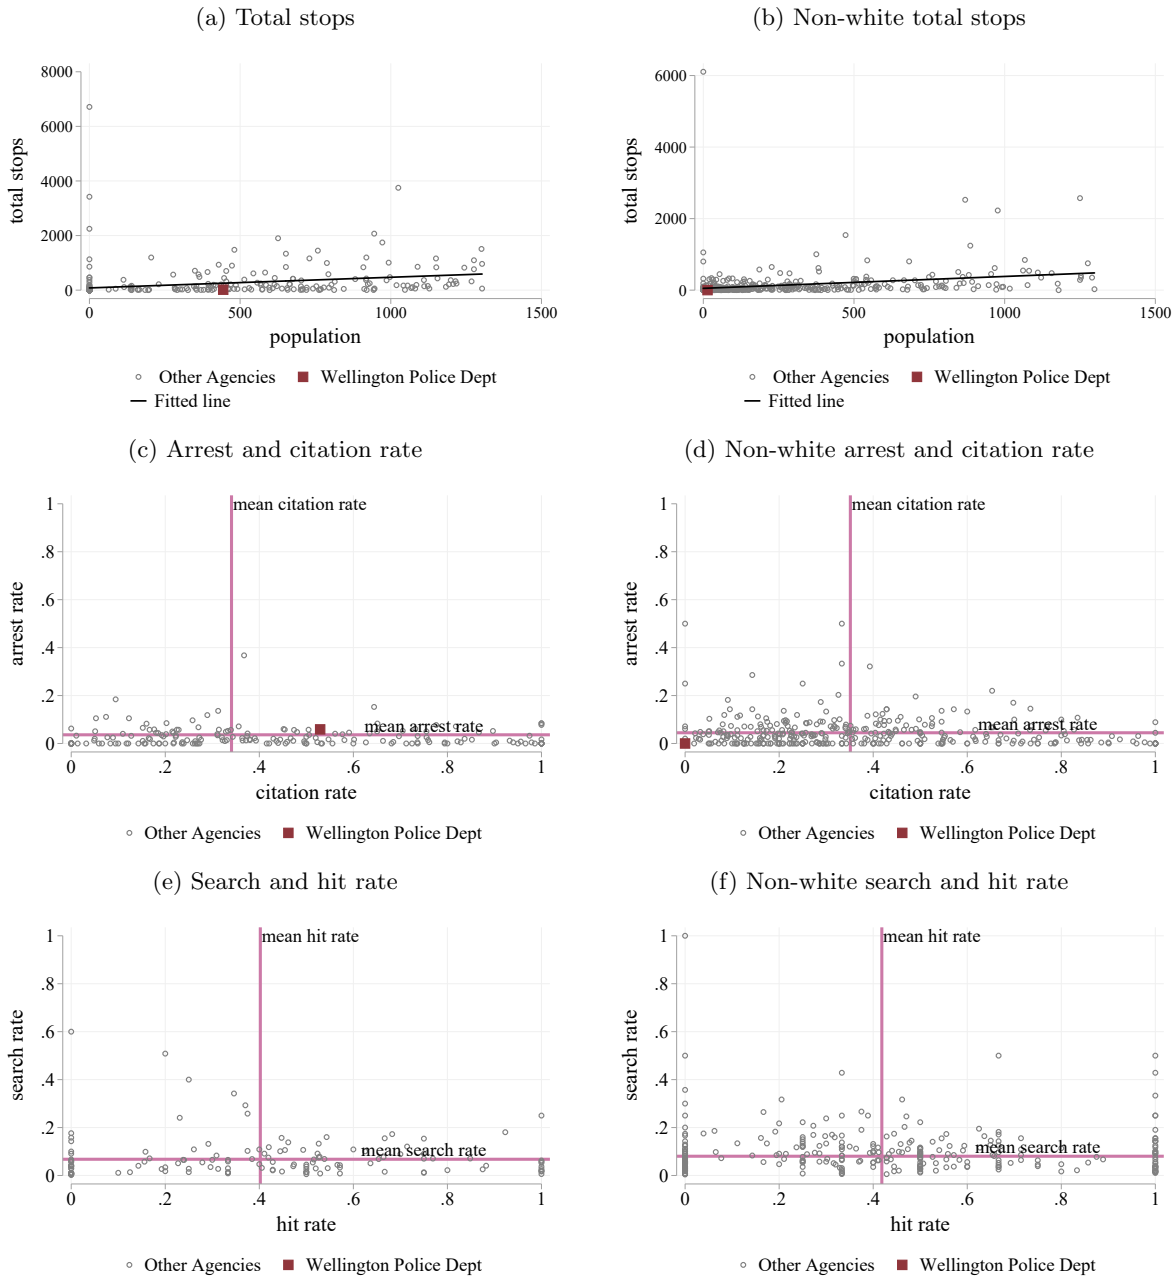 (a) Total stops
(b) Non-white total stops
8000
6000
4000
2000
0
total stops
0 500 1000 1500
population
Other Agencies Wellington Police Dept
Fitted line
6000
4000
2000
0
total stops
0 500 1000 1500
population
Other Agencies Wellington Police Dept
Fitted line
(c) Arrest and citation rate
(d) Non-white arrest and citation rate
1
.8
.6
.4
.2
0
arrest rate
mean citation rate
mean arrest rate
0 .2 .4 .6 .8 1
citation rate
Other Agencies Wellington Police Dept
1
.8
.6
.4
.2
0
arrest rate
mean citation rate
mean arrest rate
0 .2 .4 .6 .8 1
citation rate
Other Agencies Wellington Police Dept
(e) Search and hit rate
(f) Non-white search and hit rate
1
.8
.6
.4
.2
0
search rate
mean hit rate
mean search rate
0 .2 .4 .6 .8 1
hit rate
Other Agencies Wellington Police Dept
1
.8
.6
.4
.2
0
search rate
mean hit rate
mean search rate
0 .2 .4 .6 .8 1
hit rate
Other Agencies Wellington Police Dept